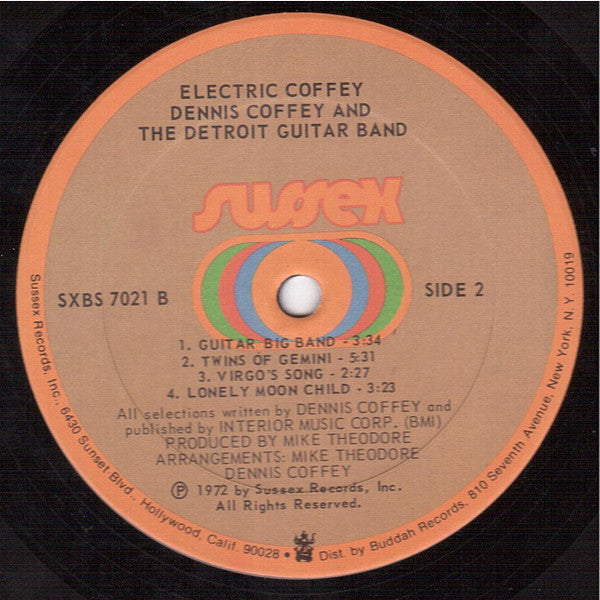 ELECTRIC COFFEY
DENNIS COFFEY AND
THE DETROIT GUITAR BAND
sussex
SXBS 7021 B
SIDE 2
1. GUITAR BIG BAND - 3:34
2. TWINS OF GEMINI - 5:31
3. VIRGO'S SONG - 2:27
4. LONELY MOON CHILD - 3:23
All selections written by DENNIS COFFEY and
published by INTERIOR MUSIC CORP. (BMI)
PRODUCED BY MIKE THEODORE
ARRANGEMENTS: MIKE THEODORE
DENNIS COFFEY
Ⓟ 1972 by Sussex Records, Inc.
All Rights Reserved.
Sussex Records, Inc., 6430 Sunset Blvd., Hollywood, Calif. 90028 • Dist. by Buddah Records, 810 Seventh Avenue, New York, N.Y. 10019